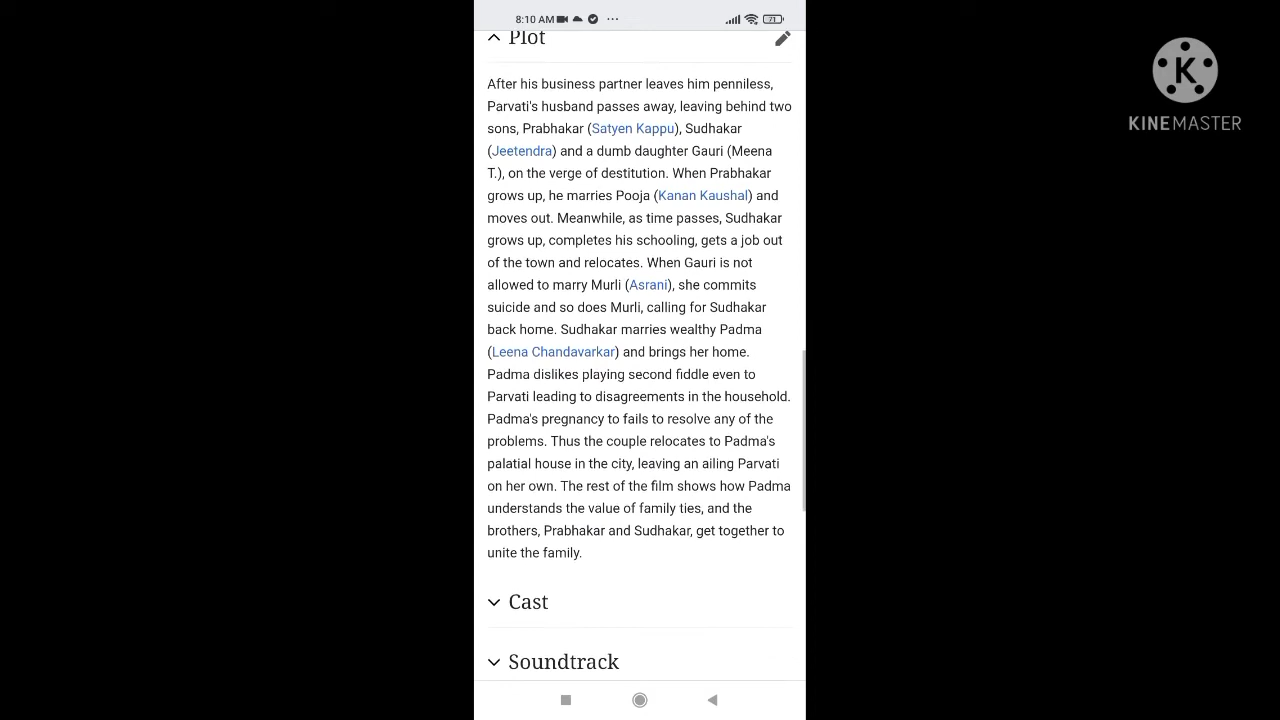 8:10 AM
71
Plot
After his business partner leaves him penniless,
Parvati's husband passes away, leaving behind two
sons, Prabhakar (Satyen Kappu), Sudhakar
(Jeetendra) and a dumb daughter Gauri (Meena
T.), on the verge of destitution. When Prabhakar
grows up, he marries Pooja (Kanan Kaushal) and
moves out. Meanwhile, as time passes, Sudhakar
grows up, completes his schooling, gets a job out
of the town and relocates. When Gauri is not
allowed to marry Murli (Asrani), she commits
suicide and so does Murli, calling for Sudhakar
back home. Sudhakar marries wealthy Padma
(Leena Chandavarkar) and brings her home.
Padma dislikes playing second fiddle even to
Parvati leading to disagreements in the household.
Padma's pregnancy to fails to resolve any of the
problems. Thus the couple relocates to Padma's
palatial house in the city, leaving an ailing Parvati
on her own. The rest of the film shows how Padma
understands the value of family ties, and the
brothers, Prabhakar and Sudhakar, get together to
unite the family.
Cast
Soundtrack
K
KINEMASTER